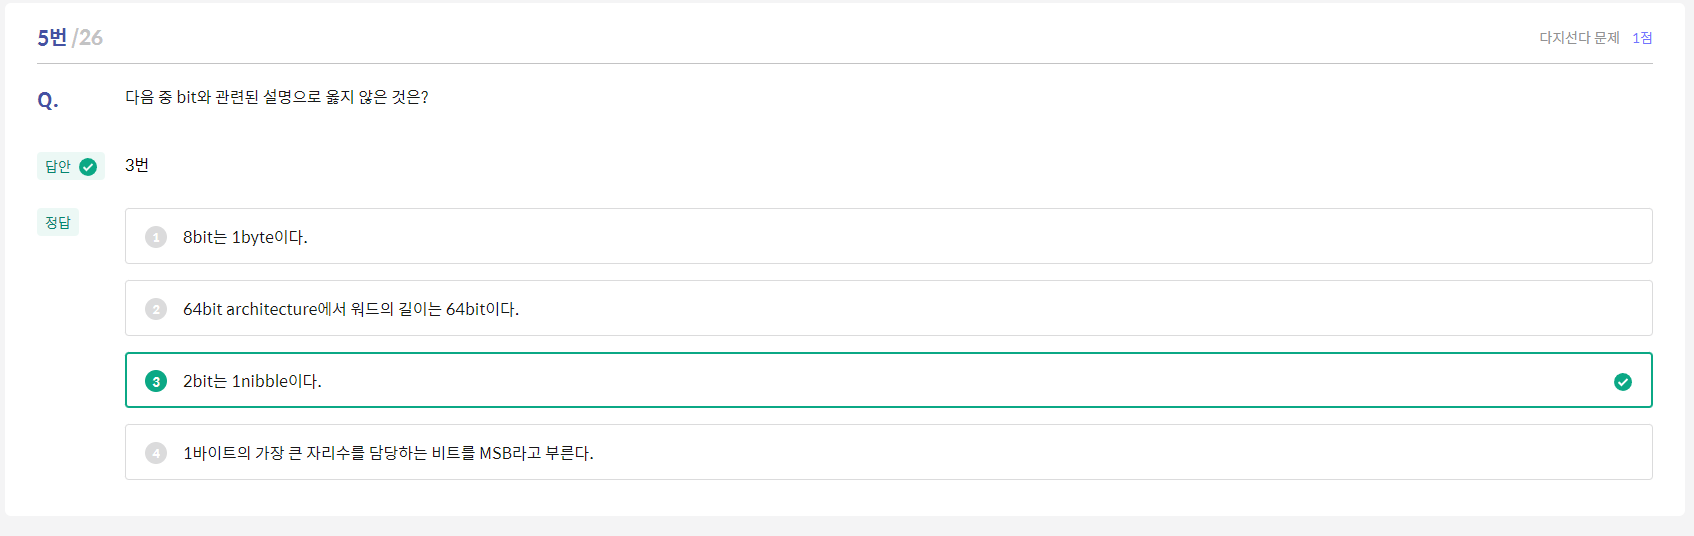 5번 /26
다지선다 문제 1점
Q. 다음 중 bit와 관련된 설명으로 옳지 않은 것은?
답안 3번
정답
1 8bit는 1byte이다.
2 64bit architecture에서 워드의 길이는 64bit이다.
3 2bit는 1nibble이다.
4 1바이트의 가장 큰 자리수를 담당하는 비트를 MSB라고 부른다.